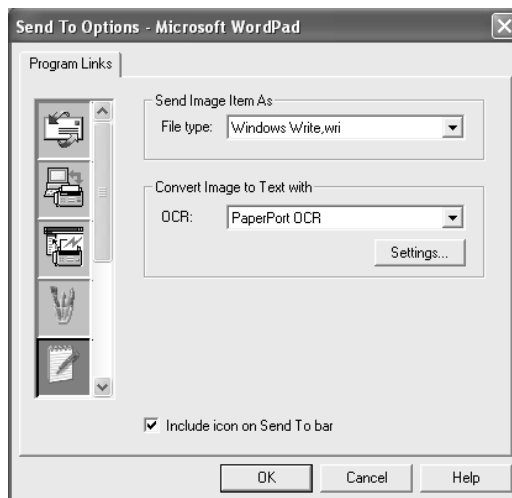 Send To Options - Microsoft WordPad
Program Links
Send Image Item As
File type: Windows Write,wri
Convert Image to Text with
OCR: PaperPort OCR
Settings...
Include icon on Send To bar
OK Cancel Help